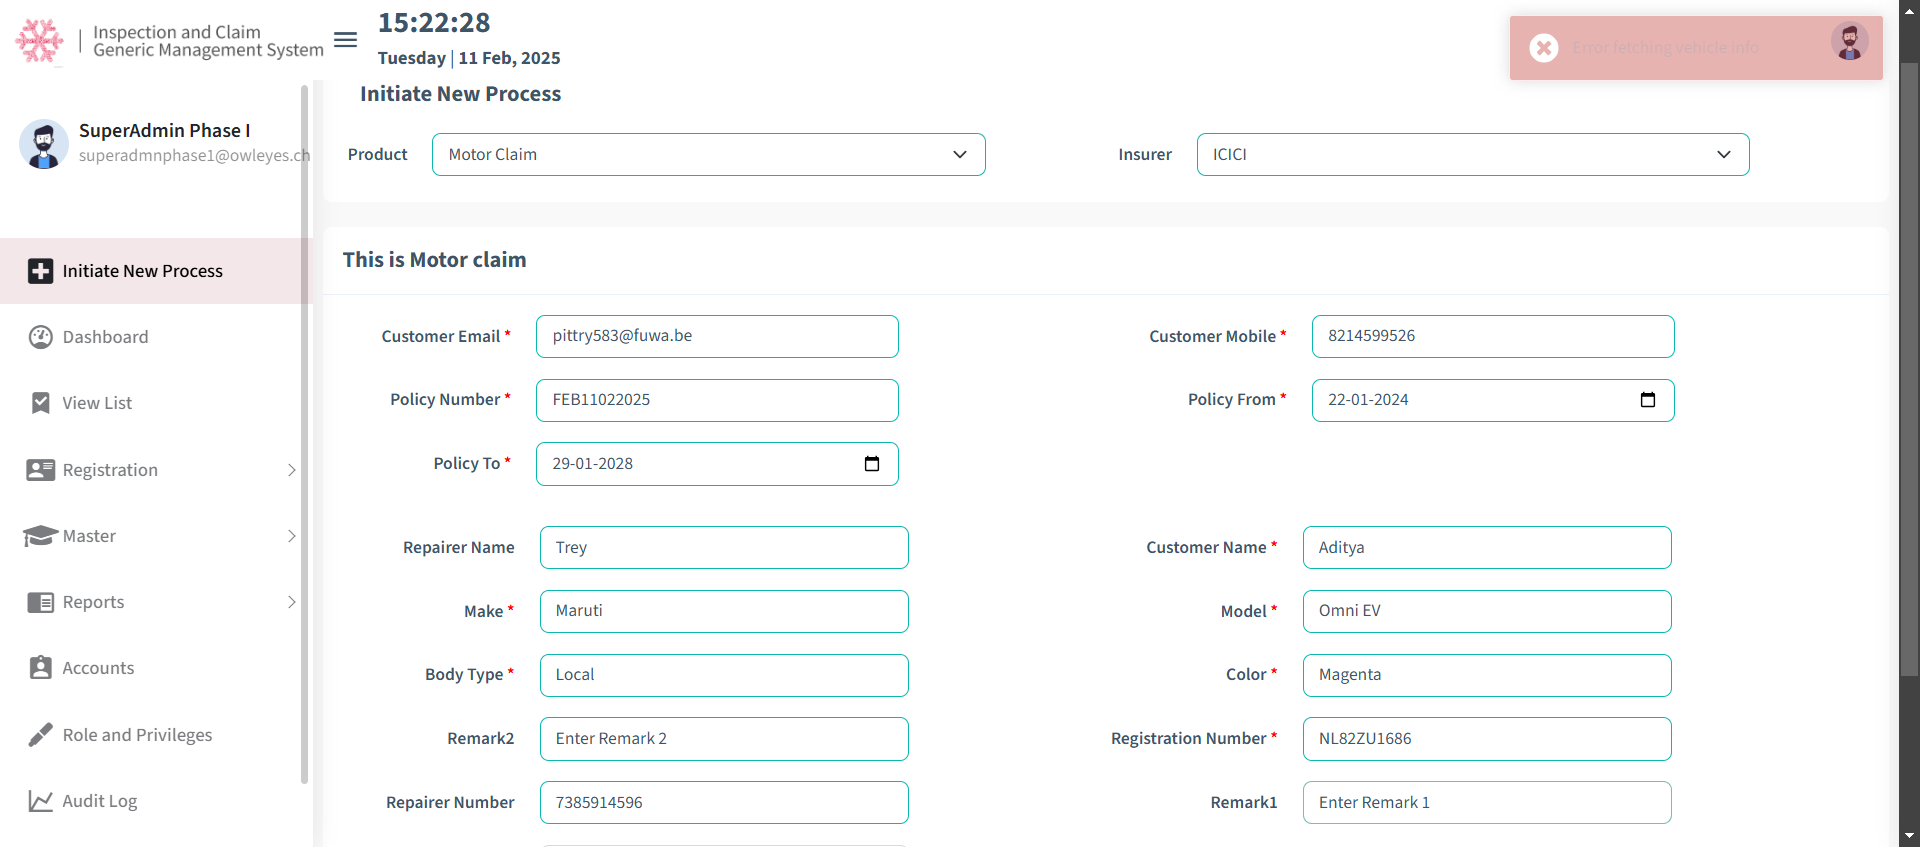 Inspection and Claim
Generic Management System
15:22:28
Tuesday | 11 Feb, 2025
Error fetching vehicle info
SuperAdmin Phase I
superadmnphase1@owleyes.ch
Initiate New Process
Dashboard
View List
Registration
Master
Reports
Accounts
Role and Privileges
Audit Log
Initiate New Process
Product Motor Claim Insurer ICICI
This is Motor claim
Customer Email * pittry583@fuwa.be Customer Mobile * 8214599526
Policy Number * FEB11022025 Policy From * 22-01-2024
Policy To * 29-01-2028
Repairer Name Trey Customer Name * Aditya
Make * Maruti Model * Omni EV
Body Type * Local Color * Magenta
Remark2 Enter Remark 2 Registration Number * NL82ZU1686
Repairer Number 7385914596 Remark1 Enter Remark 1